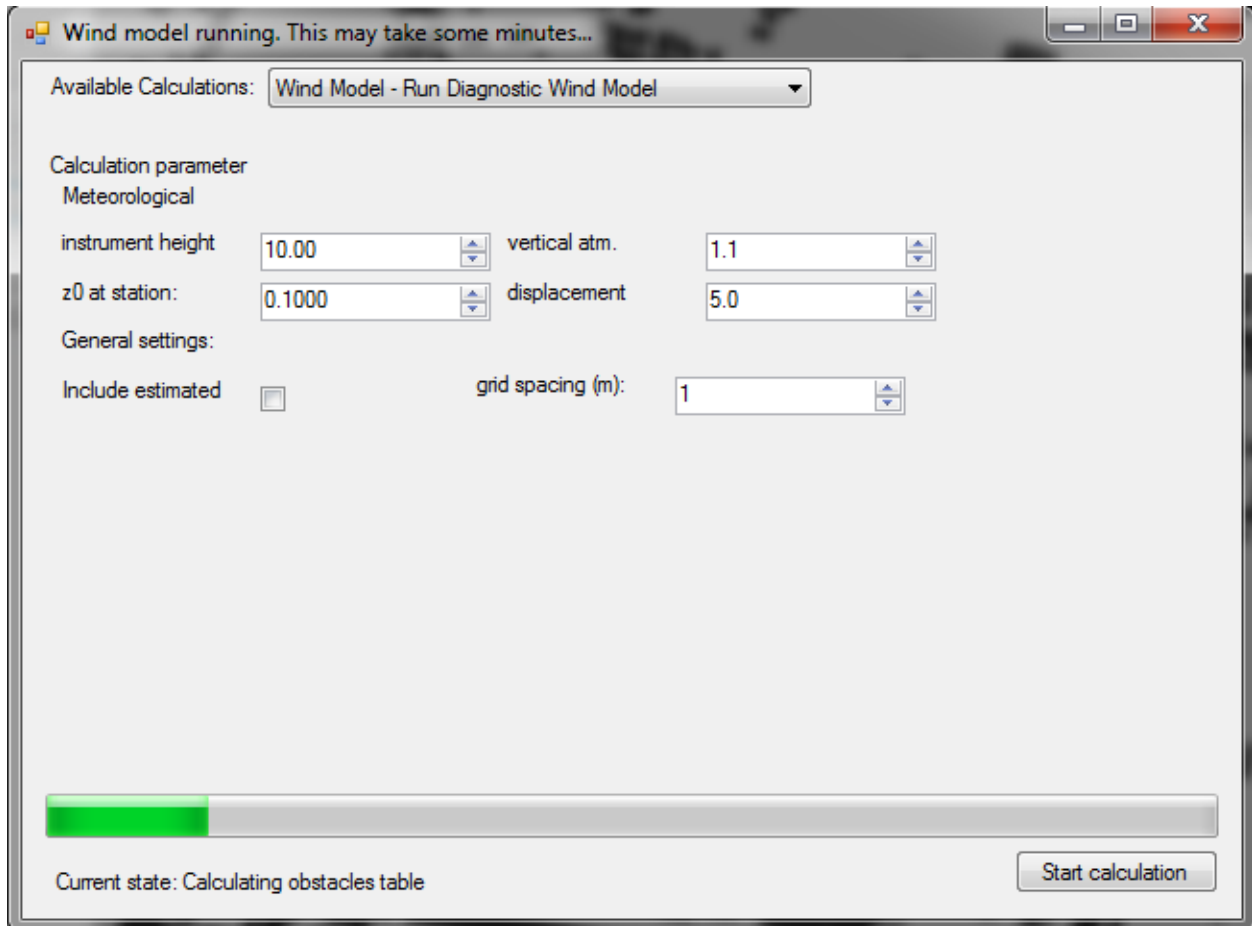 Wind model running. This may take some minutes...
Available Calculations: Wind Model - Run Diagnostic Wind Model
Calculation parameter
Meteorological
instrument height 10.00 vertical atm. 1.1
z0 at station: 0.1000 displacement 5.0
General settings:
Include estimated grid spacing (m): 1
Current state: Calculating obstacles table Start calculation